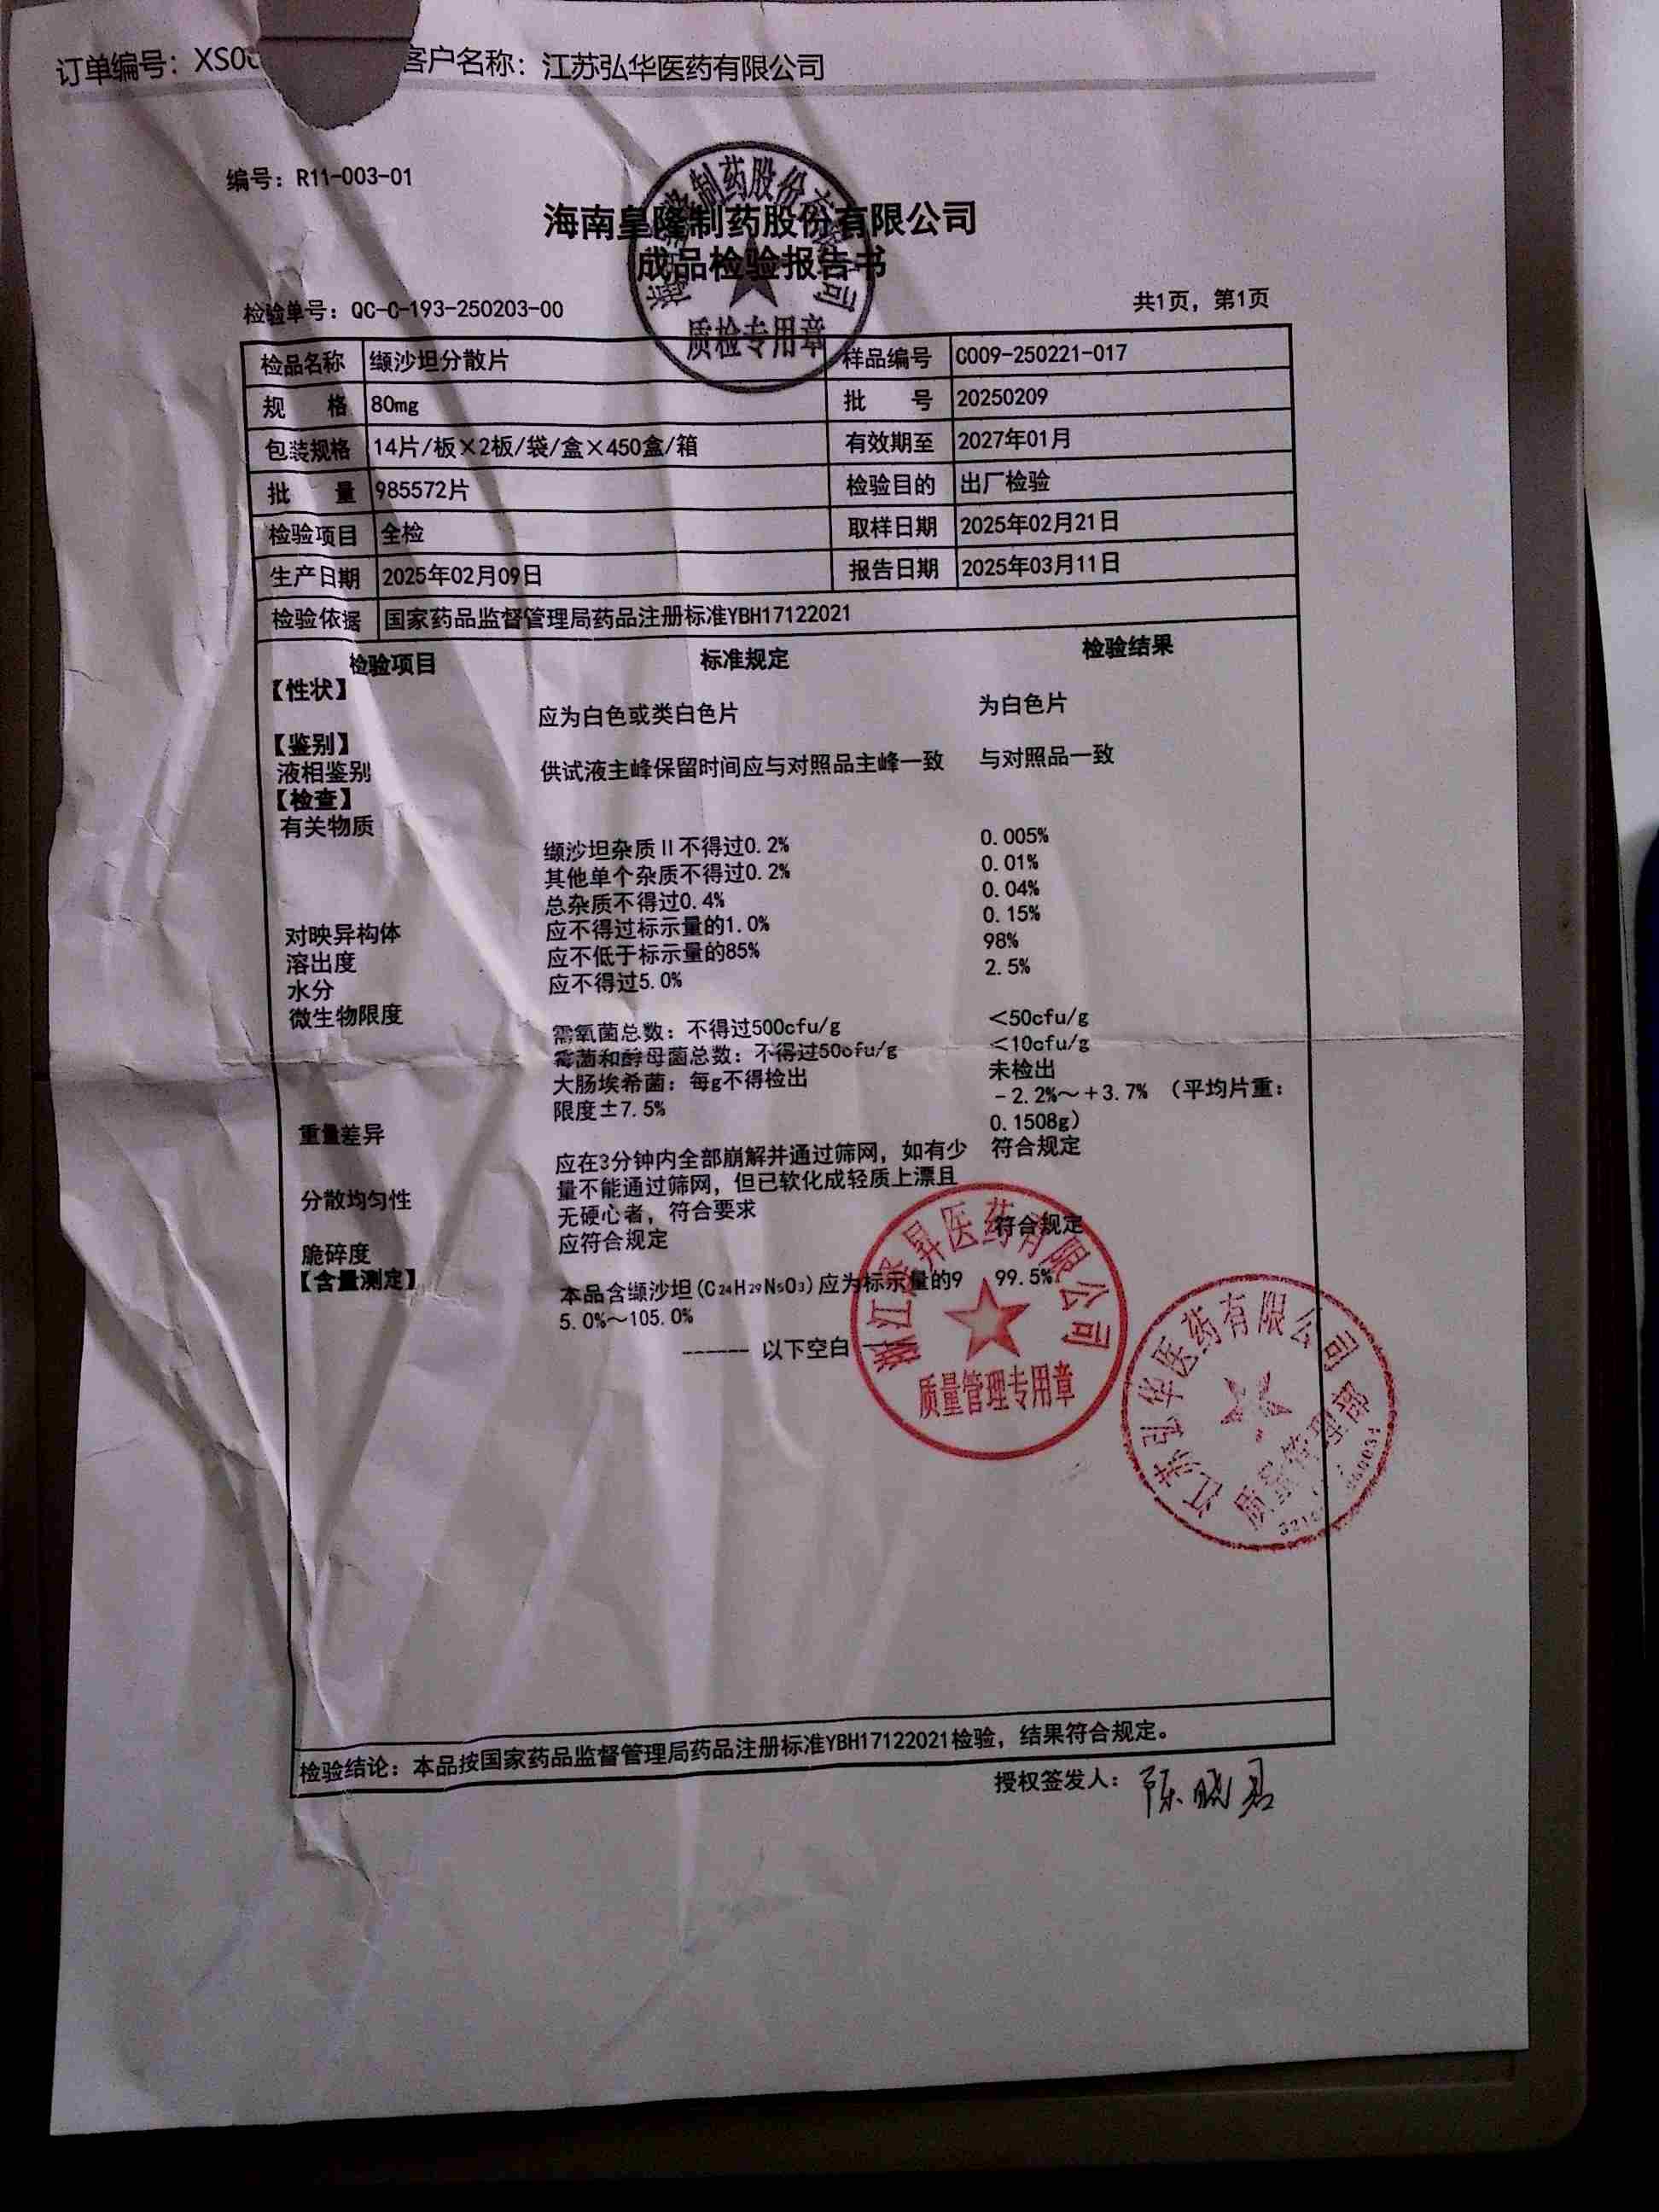 订单编号：XS0 客户名称：江苏弘华医药有限公司
编号：R11-003-01
海南皇隆制药股份有限公司
成品检验报告书
质检专用章
检验单号：QC-C-193-250203-00 共1页，第1页
检品名称 缬沙坦分散片 样品编号 C009-250221-017
规 格 80mg 批 号 20250209
包装规格 14片/板×2板/袋/盒×450盒/箱 有效期至 2027年01月
批 量 985572片 检验目的 出厂检验
检验项目 全检 取样日期 2025年02月21日
生产日期 2025年02月09日 报告日期 2025年03月11日
检验依据 国家药品监督管理局药品注册标准YBH17122021
检验项目 标准规定 检验结果
【性状】
应为白色或类白色片 为白色片
【鉴别】
液相鉴别 供试液主峰保留时间应与对照品主峰一致 与对照品一致
【检查】
有关物质
缬沙坦杂质Ⅱ不得过0.2% 0.005%
其他单个杂质不得过0.2% 0.01%
总杂质不得过0.4% 0.04%
对映异构体 应不得过标示量的1.0% 0.15%
溶出度 应不低于标示量的85% 98%
水分 应不得过5.0% 2.5%
微生物限度
需氧菌总数：不得过500cfu/g <50cfu/g
霉菌和酵母菌总数：不得过50cfu/g <10cfu/g
大肠埃希菌：每g不得检出 未检出
重量差异 限度±7.5% －2.2%～＋3.7% （平均片重：
0.1508g）
分散均匀性 应在3分钟内全部崩解并通过筛网，如有少 符合规定
量不能通过筛网，但已软化成轻质上漂且
无硬心者，符合要求
脆碎度 应符合规定 符合规定
【含量测定】
本品含缬沙坦(C₂₄H₂₉N₅O₃)应为标示量的9 99.5%
5.0%～105.0%
------ 以下空白
质量管理专用章
江苏弘华医药有限公司
质量管理部
检验结论：本品按国家药品监督管理局药品注册标准YBH17122021检验，结果符合规定。
授权签发人：陈晓君